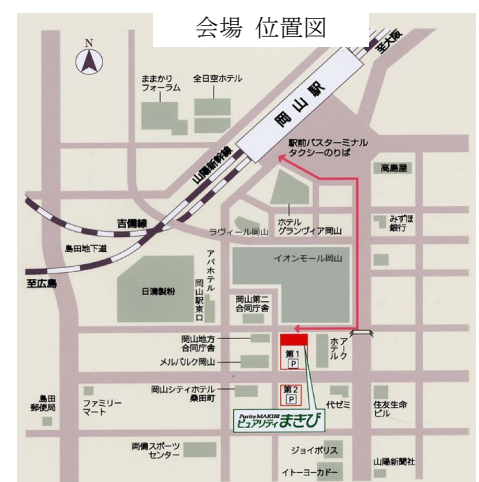 会場 位置図
N
至大阪
ままかり
フォーラム
全日空ホテル
岡山駅
駅前バスターミナル
タクシーのりば
山陽新幹線
高島屋
吉備線
ラヴィール岡山
ホテル
グランヴィア岡山
みずほ
銀行
島田地下道
至広島
アパホテル
岡山駅東口
イオンモール岡山
日清製粉
岡山第二
合同庁舎
岡山地方
合同庁舎
アーク
ホテル
メルパルク岡山
第1
P
岡山シティホテル
桑田町
第2
P
島田
郵便局
ファミリー
マート
代ゼミ
住友生命
ビル
Purity MAKIBI
ピュアリティまきび
両備スポーツ
センター
ジョイポリス
イトーヨーカドー
山陽新聞社